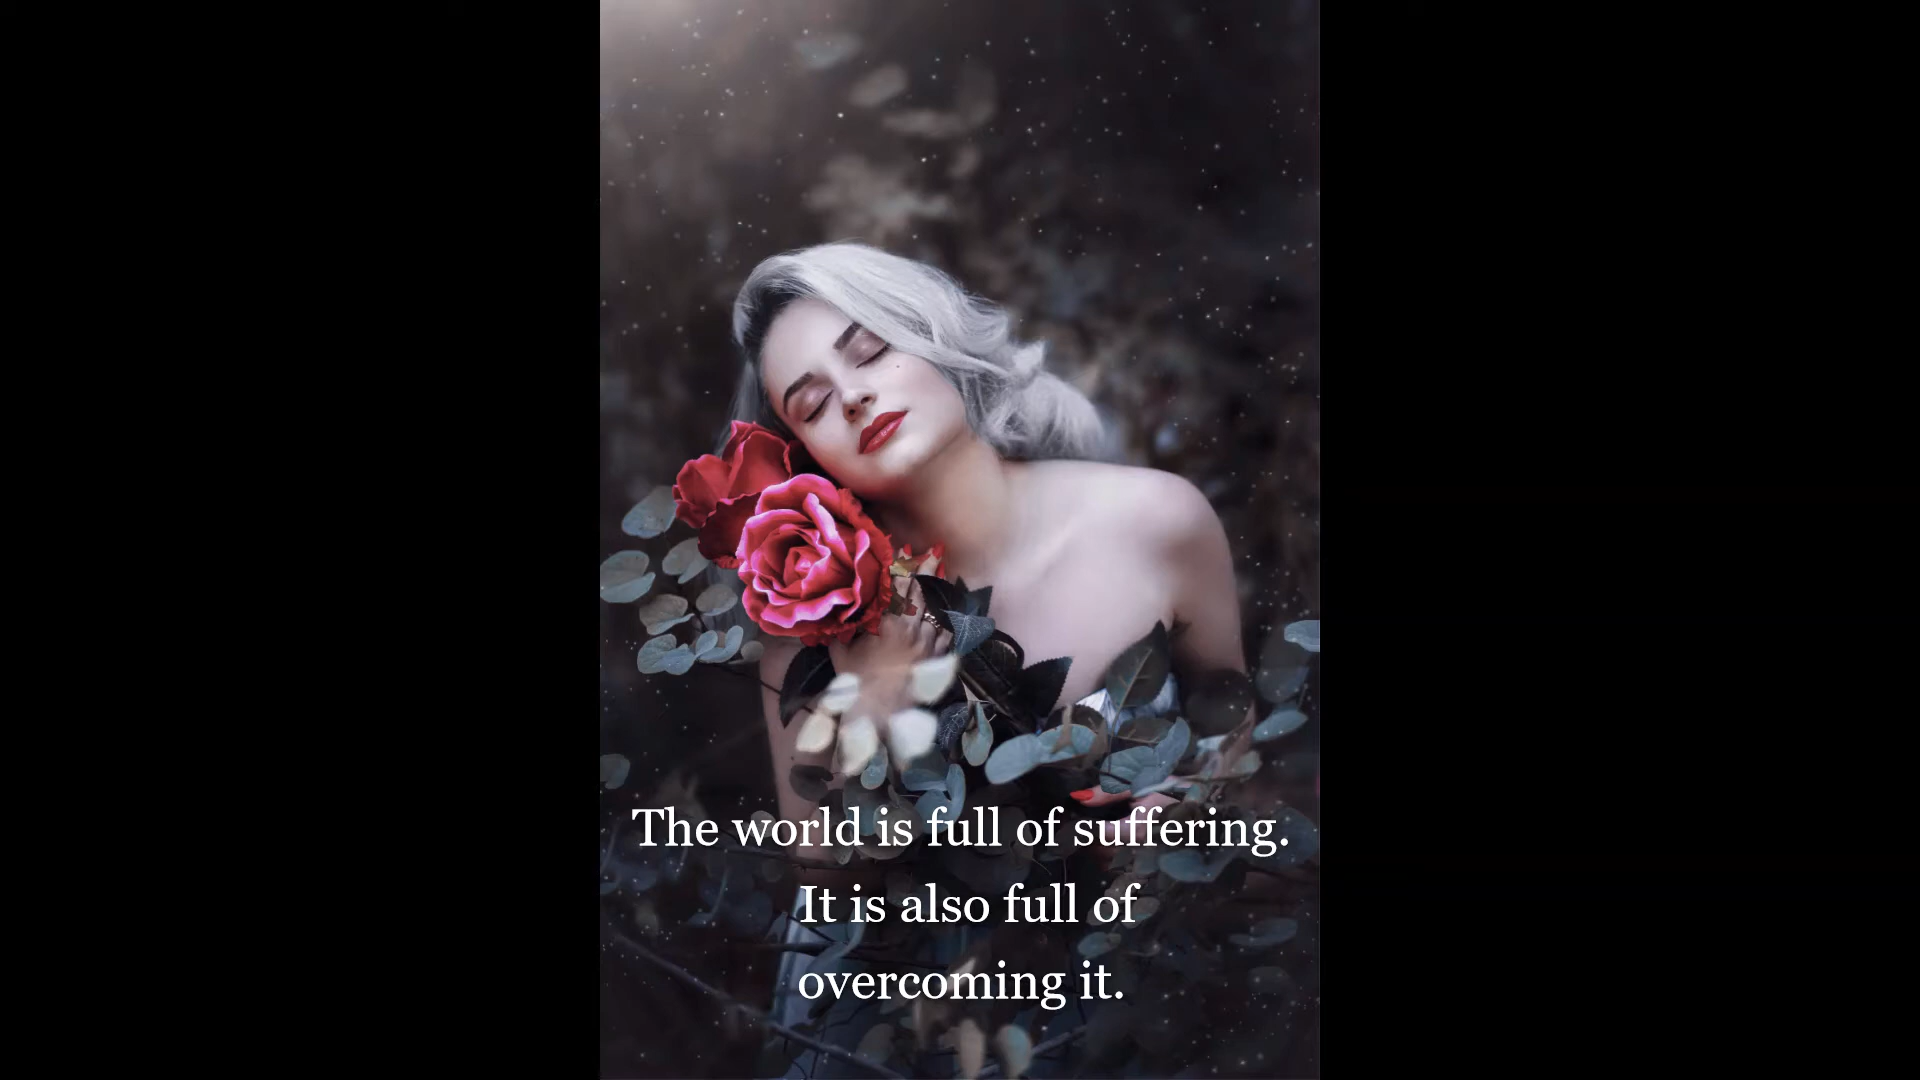 The world is full of suffering.
It is also full of
overcoming it.